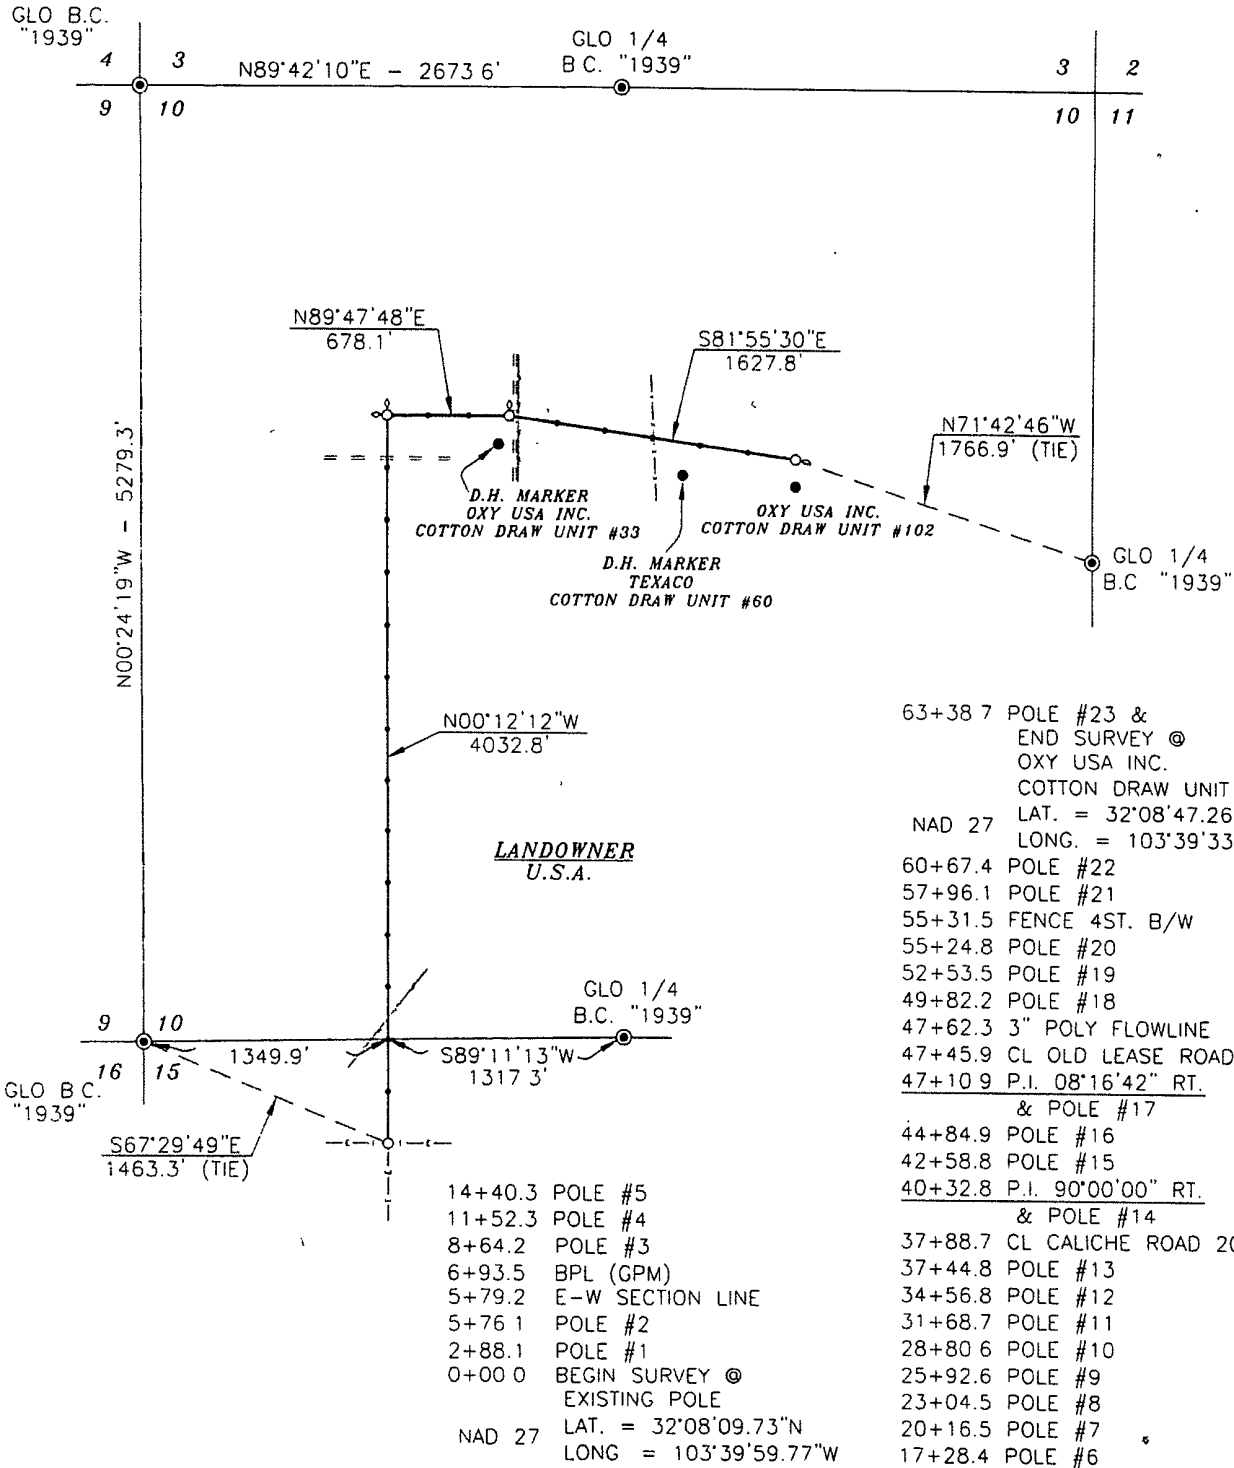 GLO B.C.
"1939"
4 3
9 10
N89°42'10"E - 2673 6'
GLO 1/4
B C. "1939"
3 2
10 11
N89°47'48"E
678.1'
S81°55'30"E
1627.8'
N71°42'46"W
1766.9' (TIE)
N00°24'19"W - 5279.3'
D.H. MARKER
OXY USA INC.
COTTON DRAW UNIT #33
OXY USA INC.
COTTON DRAW UNIT #102
D.H. MARKER
TEXACO
COTTON DRAW UNIT #60
GLO 1/4
B.C "1939"
N00°12'12"W
4032.8'
LANDOWNER
U.S.A.
9 10
16 15
GLO B C.
"1939"
1349.9'
S89°11'13"W
1317 3'
GLO 1/4
B.C. "1939"
S67°29'49"E
1463.3' (TIE)
14+40.3 POLE #5
11+52.3 POLE #4
8+64.2 POLE #3
6+93.5 BPL (GPM)
5+79.2 E-W SECTION LINE
5+76 1 POLE #2
2+88.1 POLE #1
0+00 0 BEGIN SURVEY @
EXISTING POLE
NAD 27 LAT. = 32°08'09.73"N
LONG = 103°39'59.77"W
63+38 7 POLE #23 &
END SURVEY @
OXY USA INC.
COTTON DRAW UNIT
NAD 27 LAT. = 32°08'47.26
LONG. = 103°39'33
60+67.4 POLE #22
57+96.1 POLE #21
55+31.5 FENCE 4ST. B/W
55+24.8 POLE #20
52+53.5 POLE #19
49+82.2 POLE #18
47+62.3 3" POLY FLOWLINE
47+45.9 CL OLD LEASE ROAD
47+10 9 P.I. 08°16'42" RT.
& POLE #17
44+84.9 POLE #16
42+58.8 POLE #15
40+32.8 P.I. 90°00'00" RT.
& POLE #14
37+88.7 CL CALICHE ROAD
37+44.8 POLE #13
34+56.8 POLE #12
31+68.7 POLE #11
28+80 6 POLE #10
25+92.6 POLE #9
23+04.5 POLE #8
20+16.5 POLE #7
17+28.4 POLE #6